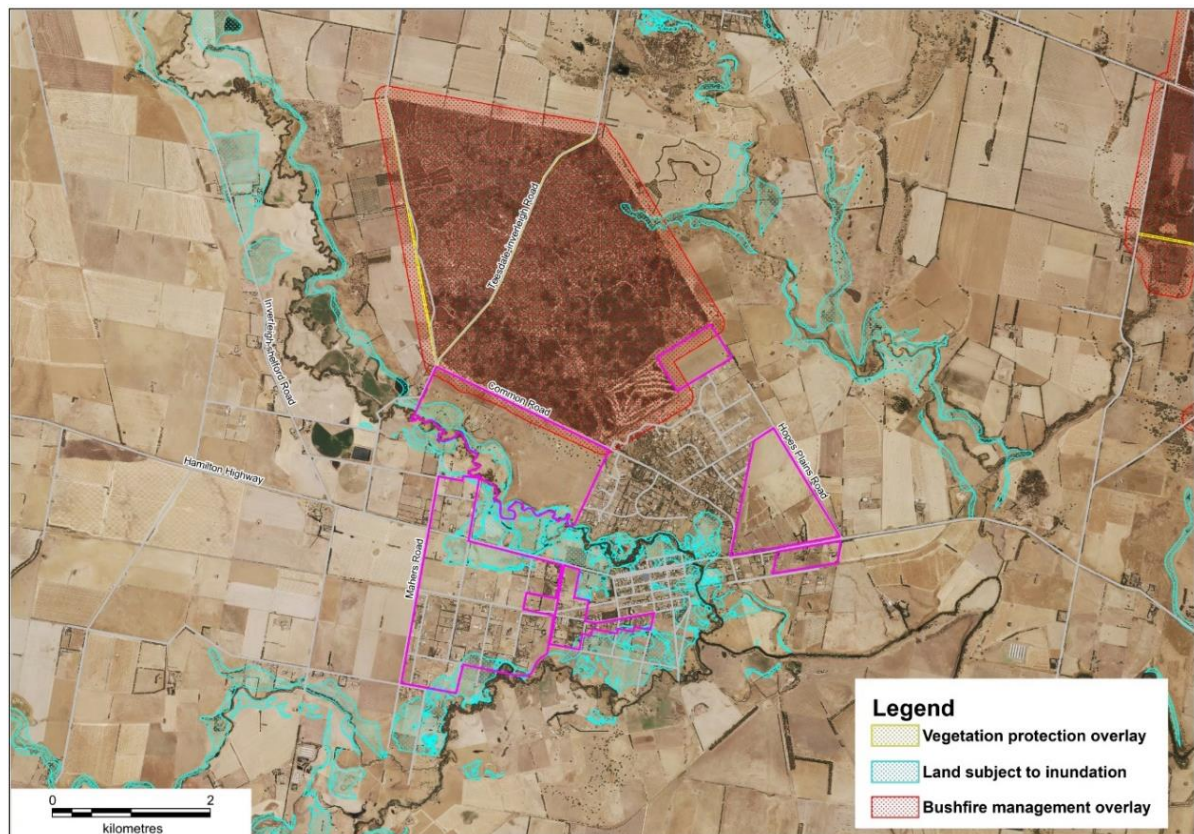 Teesdale-Inverleigh Road
Inverleigh-shelford Road
Common Road
Hopes Plains Road
Hamilton Highway
Mahers Road
Legend
Vegetation protection overlay
Land subject to inundation
Bushfire management overlay
0 2
kilometres